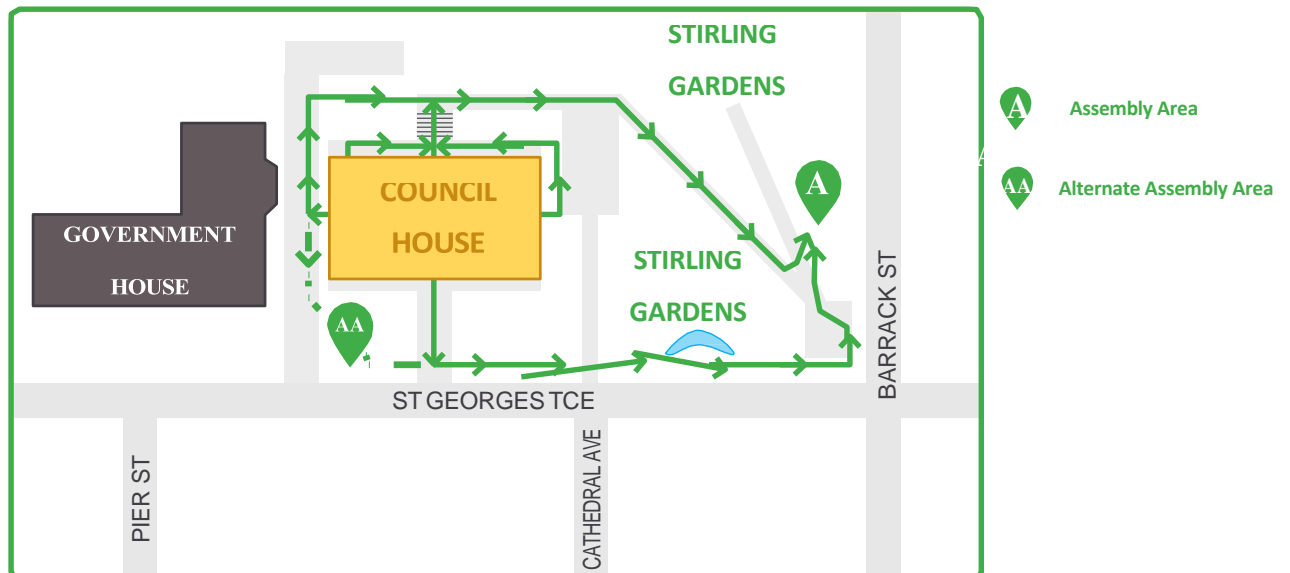 STIRLING
GARDENS
A
Assembly Area
AA
Alternate Assembly Area
A
COUNCIL
HOUSE
GOVERNMENT
HOUSE
STIRLING
GARDENS
AA
BARRACK ST
ST GEORGES TCE
PIER ST
CATHEDRAL AVE